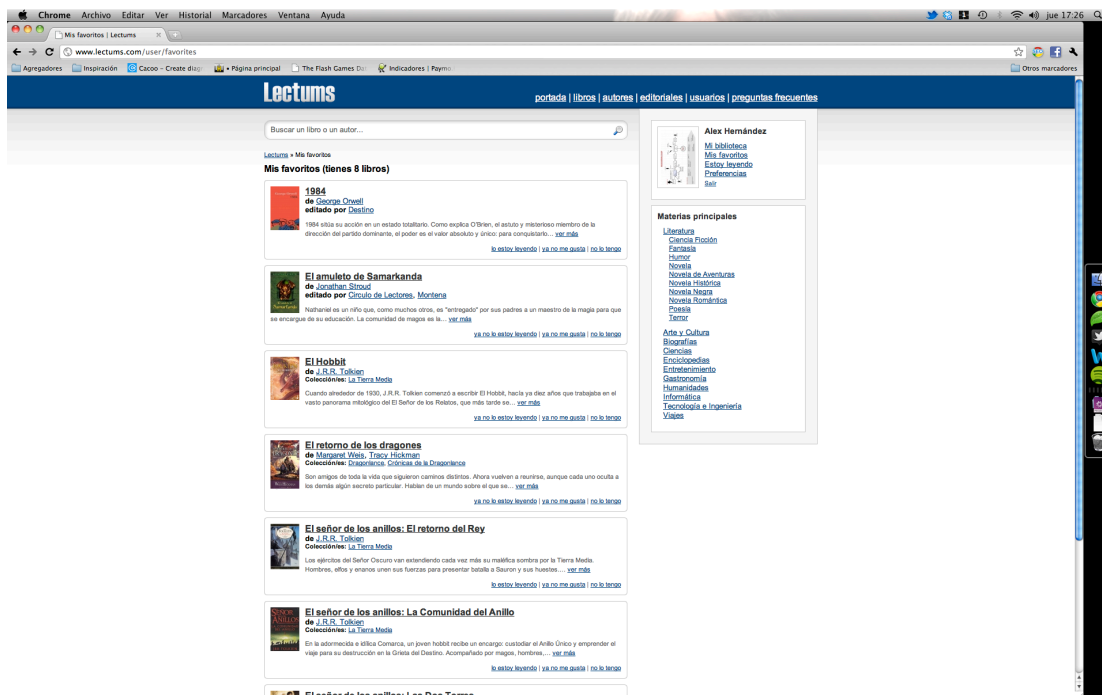 Chrome Archivo Editar Ver Historial Marcadores Ventana Ayuda
jue 17:26
Mis favoritos | Lectums
www.lectums.com/user/favorites
Agregadores Inspiración Cacoo - Create diag Página principal The Flash Games Da Indicadores | Paymo
Otros marcadores
Lectums
portada | libros | autores | editoriales | usuarios | preguntas frecuentes
Buscar un libro o un autor...
Lectums » Mis favoritos
Mis favoritos (tienes 8 libros)
1984
de George Orwell
editado por Destino
1984 sitúa su acción en un estado totalitario. Como explica O'Brien, el astuto y misterioso miembro de la
dirección del partido dominante, el poder es el valor absoluto y único: para conquistarlo... ver más
lo estoy leyendo | ya no me gusta | no lo tengo
El amuleto de Samarkanda
de Jonathan Stroud
editado por Circulo de Lectores, Montena
Nathaniel es un niño que, como muchos otros, es "entregado" por sus padres a un maestro de la magia para que
se encargue de su educación. La comunidad de magos es la... ver más
ya no lo estoy leyendo | ya no me gusta | no lo tengo
El Hobbit
de J.R.R. Tolkien
Colección/es: La Tierra Media
Cuando alrededor de 1930, J.R.R. Tolkien comenzó a escribir El Hobbit, hacía ya diez años que trabajaba en el
vasto panorama mitológico del El Señor de los Relatos, que más tarde se... ver más
ya no lo estoy leyendo | ya no me gusta | no lo tengo
El retorno de los dragones
de Margaret Weis, Tracy Hickman
Colección/es: Dragonlance, Crónicas de la Dragonlance
Son amigos de toda la vida que siguieron caminos distintos. Ahora vuelven a reunirse, aunque cada uno oculta a
los demás algún secreto particular. Hablan de un mundo sobre el que se... ver más
ya no lo estoy leyendo | ya no me gusta | no lo tengo
El señor de los anillos: El retorno del Rey
de J.R.R. Tolkien
Colección/es: La Tierra Media
Los ejércitos del Señor Oscuro van extendiendo cada vez más su maléfica sombra por la Tierra Media.
Hombres, elfos y enanos unen sus fuerzas para presentar batalla a Sauron y sus huestes.... ver más
lo estoy leyendo | ya no me gusta | no lo tengo
El señor de los anillos: La Comunidad del Anillo
de J.R.R. Tolkien
Colección/es: La Tierra Media
En la adormecida e idílica Comarca, un joven hobbit recibe un encargo: custodiar el Anillo Único y emprender el
viaje para su destrucción en la Grieta del Destino. Acompañado por magos, hombres,... ver más
lo estoy leyendo | ya no me gusta | no lo tengo
El señor de los anillos: Las Dos Torres
Alex Hernández
Mi biblioteca
Mis favoritos
Estoy leyendo
Preferencias
Salir
Materias principales
Literatura
Ciencia Ficción
Fantasía
Humor
Novela
Novela de Aventuras
Novela Histórica
Novela Negra
Novela Romántica
Poesía
Terror
Arte y Cultura
Biografías
Ciencias
Enciclopedias
Entretenimiento
Gastronomía
Humanidades
Informática
Tecnología e Ingeniería
Viajes